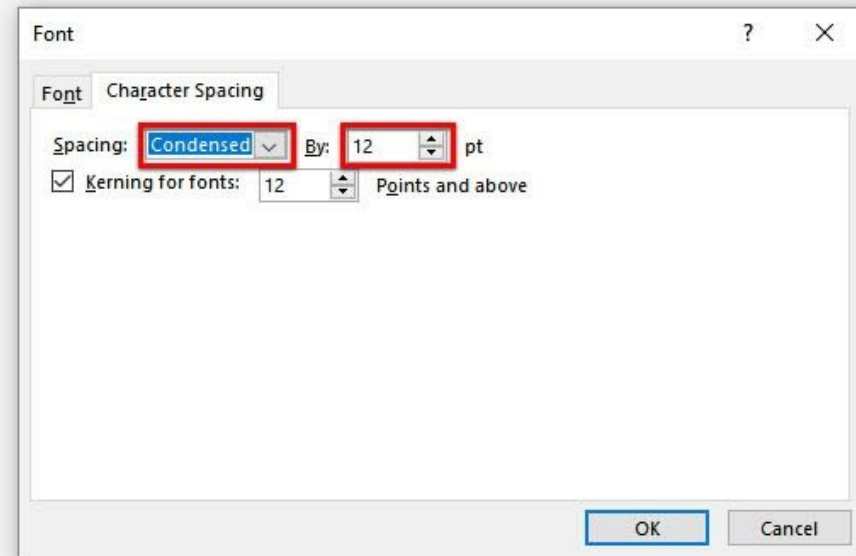 Font ?
Font Character Spacing
Spacing: Condensed By: 12 pt
Kerning for fonts: 12 Points and above
OK Cancel